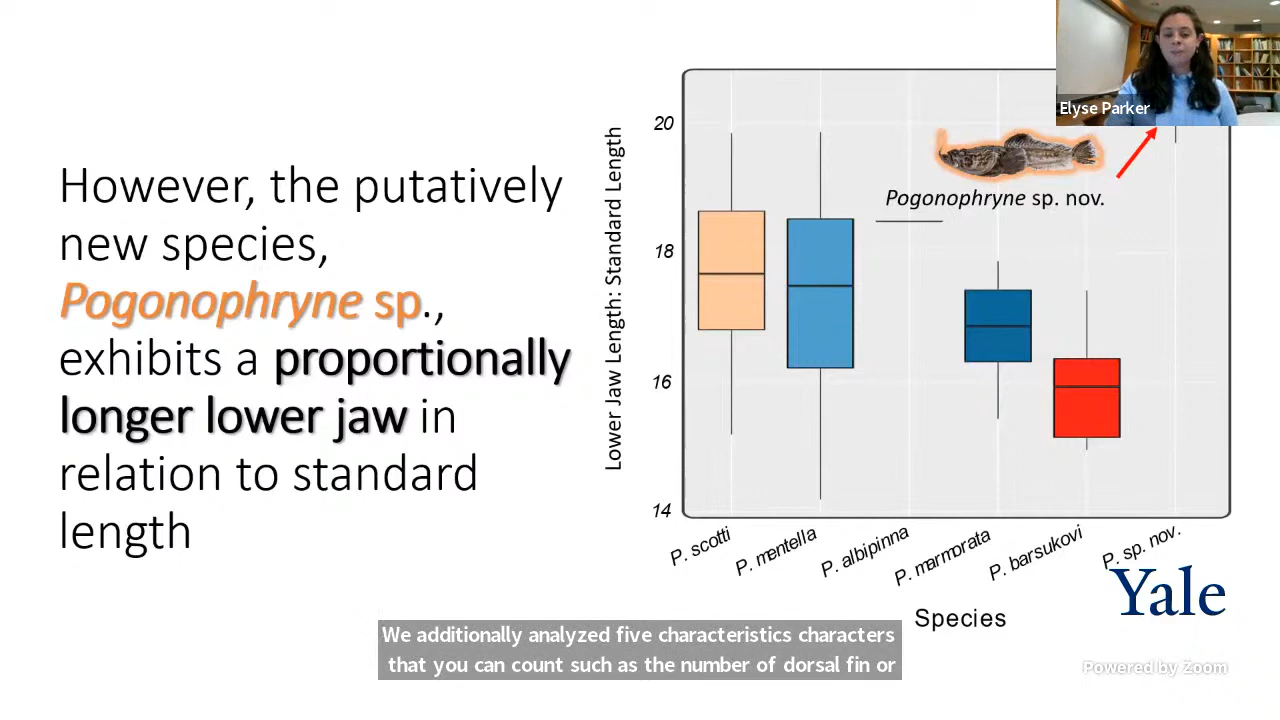 Elyse Parker
However, the putatively
new species,
Pogonophryne sp.,
exhibits a proportionally
longer lower jaw in
relation to standard
length
Lower Jaw Length: Standard Length
20
18
16
14
Pogonophryne sp. nov.
P. scotti
P. mentella
P. albipinna
P. marmorata
P. barsukovi
P. sp. nov.
Species
Yale
We additionally analyzed five characteristics characters
that you can count such as the number of dorsal fin or
Powered by Zoom